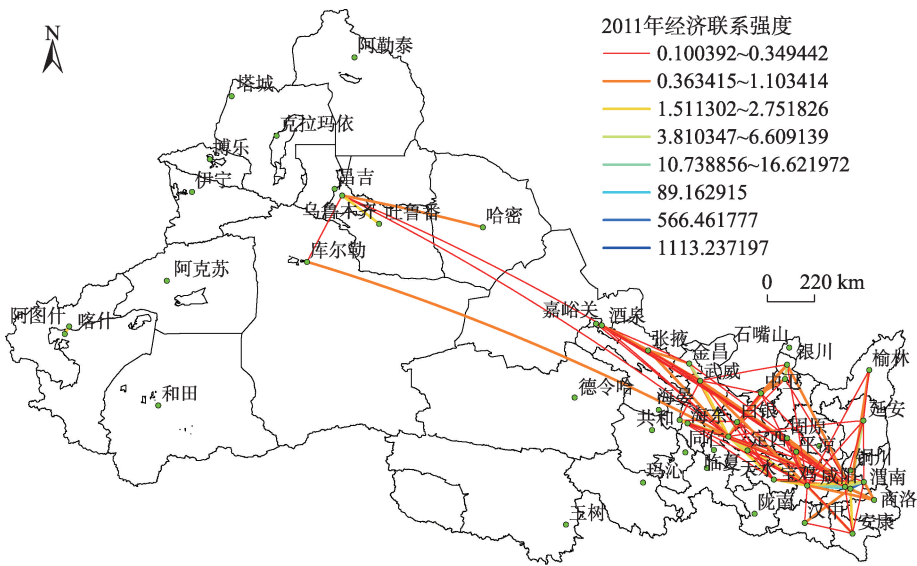 N
2011年经济联系强度
0.100392~0.349442
0.363415~1.103414
1.511302~2.751826
3.810347~6.609139
10.738856~16.621972
89.162915
566.461777
1113.237197
0 220 km
阿勒泰
塔城
克拉玛依
博乐
伊宁
昌吉
乌鲁木齐
吐鲁番
哈密
库尔勒
阿克苏
阿图什
喀什
和田
嘉峪关
酒泉
张掖
金昌
石嘴山
银川
榆林
武威
中卫
德令哈
海晏
海东
白银
延安
共和
同仁
定西
固原
平凉
铜川
玛沁
临夏
天水
宝鸡
咸阳
渭南
商洛
陇南
汉中
安康
玉树